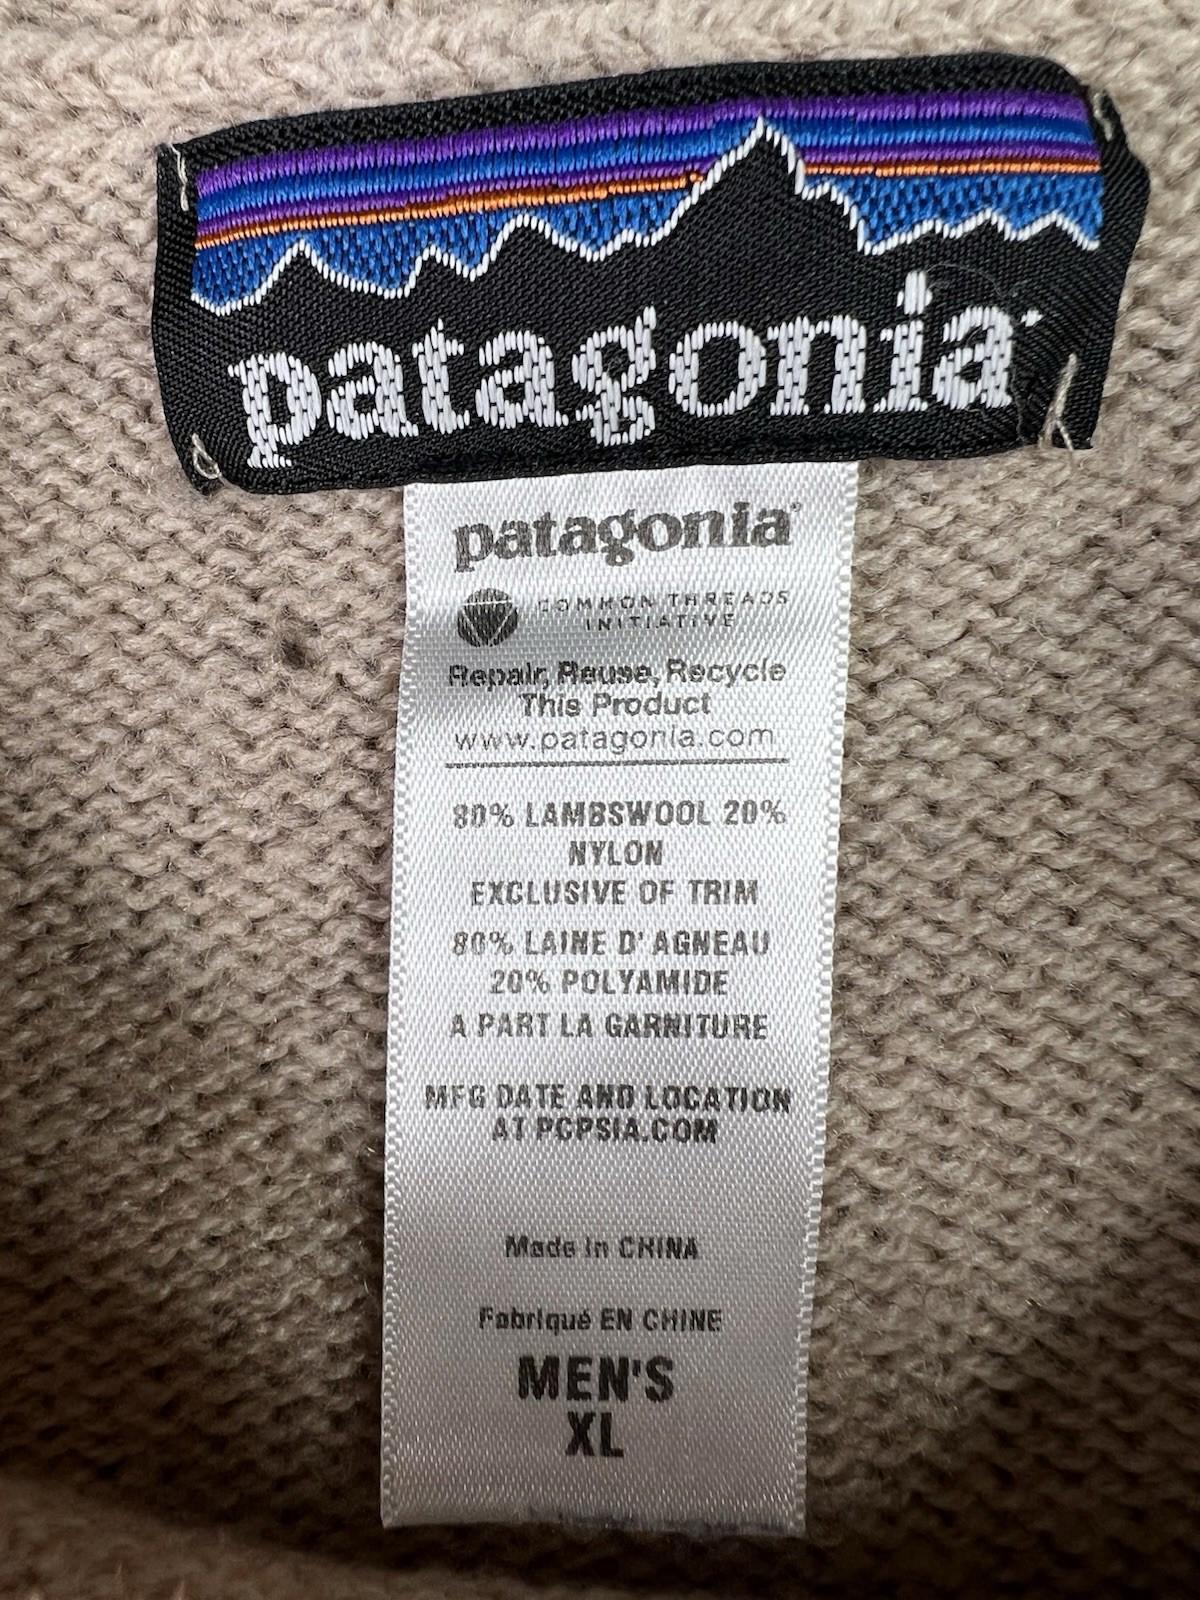 patagonia
patagonia®
COMMON THREADS
INITIATIVE
Repair, Reuse, Recycle
This Product
www.patagonia.com
80% LAMBSWOOL 20%
NYLON
EXCLUSIVE OF TRIM
80% LAINE D'AGNEAU
20% POLYAMIDE
A PART LA GARNITURE
MFG DATE AND LOCATION
AT PCPSIA.COM
Made in CHINA
Fabriqué EN CHINE
MEN'S
XL